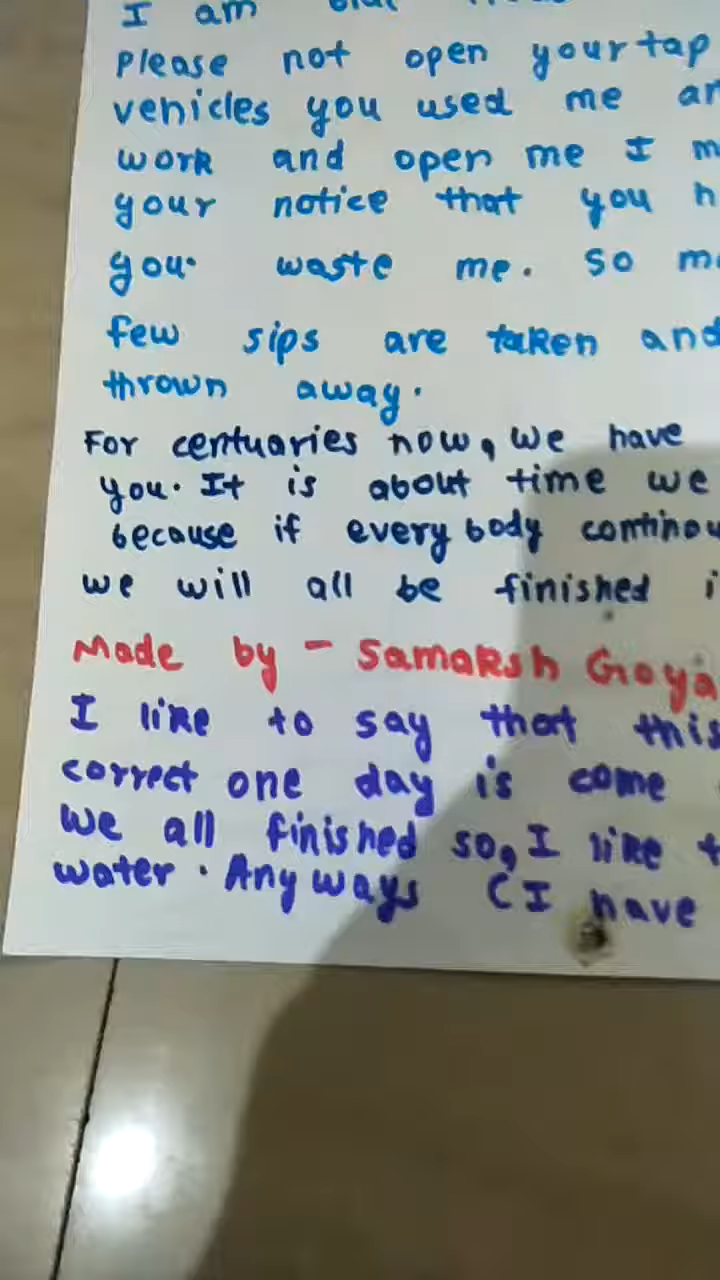 I am
Please not open your tap
vehicles you used me
work and open me I
your notice that you
you. waste me. so
few sips are taken and
thrown away.
For centuaries now, we have
you. It is about time we
because if every body
we will all be finished
Made by - Samaksh
I like to say that this
correct one day is come
We all finished so, I like
water. Any ways (I have